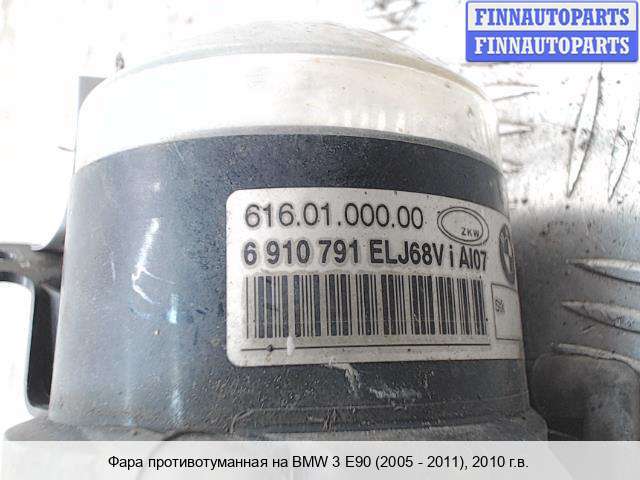 FINNAUTOPARTS
FINNAUTOPARTS
616.01.000.00
ZKW
6 910 791 ELJ68V i AI07
SW
Фара противотуманная на BMW 3 E90 (2005 - 2011), 2010 г.в.